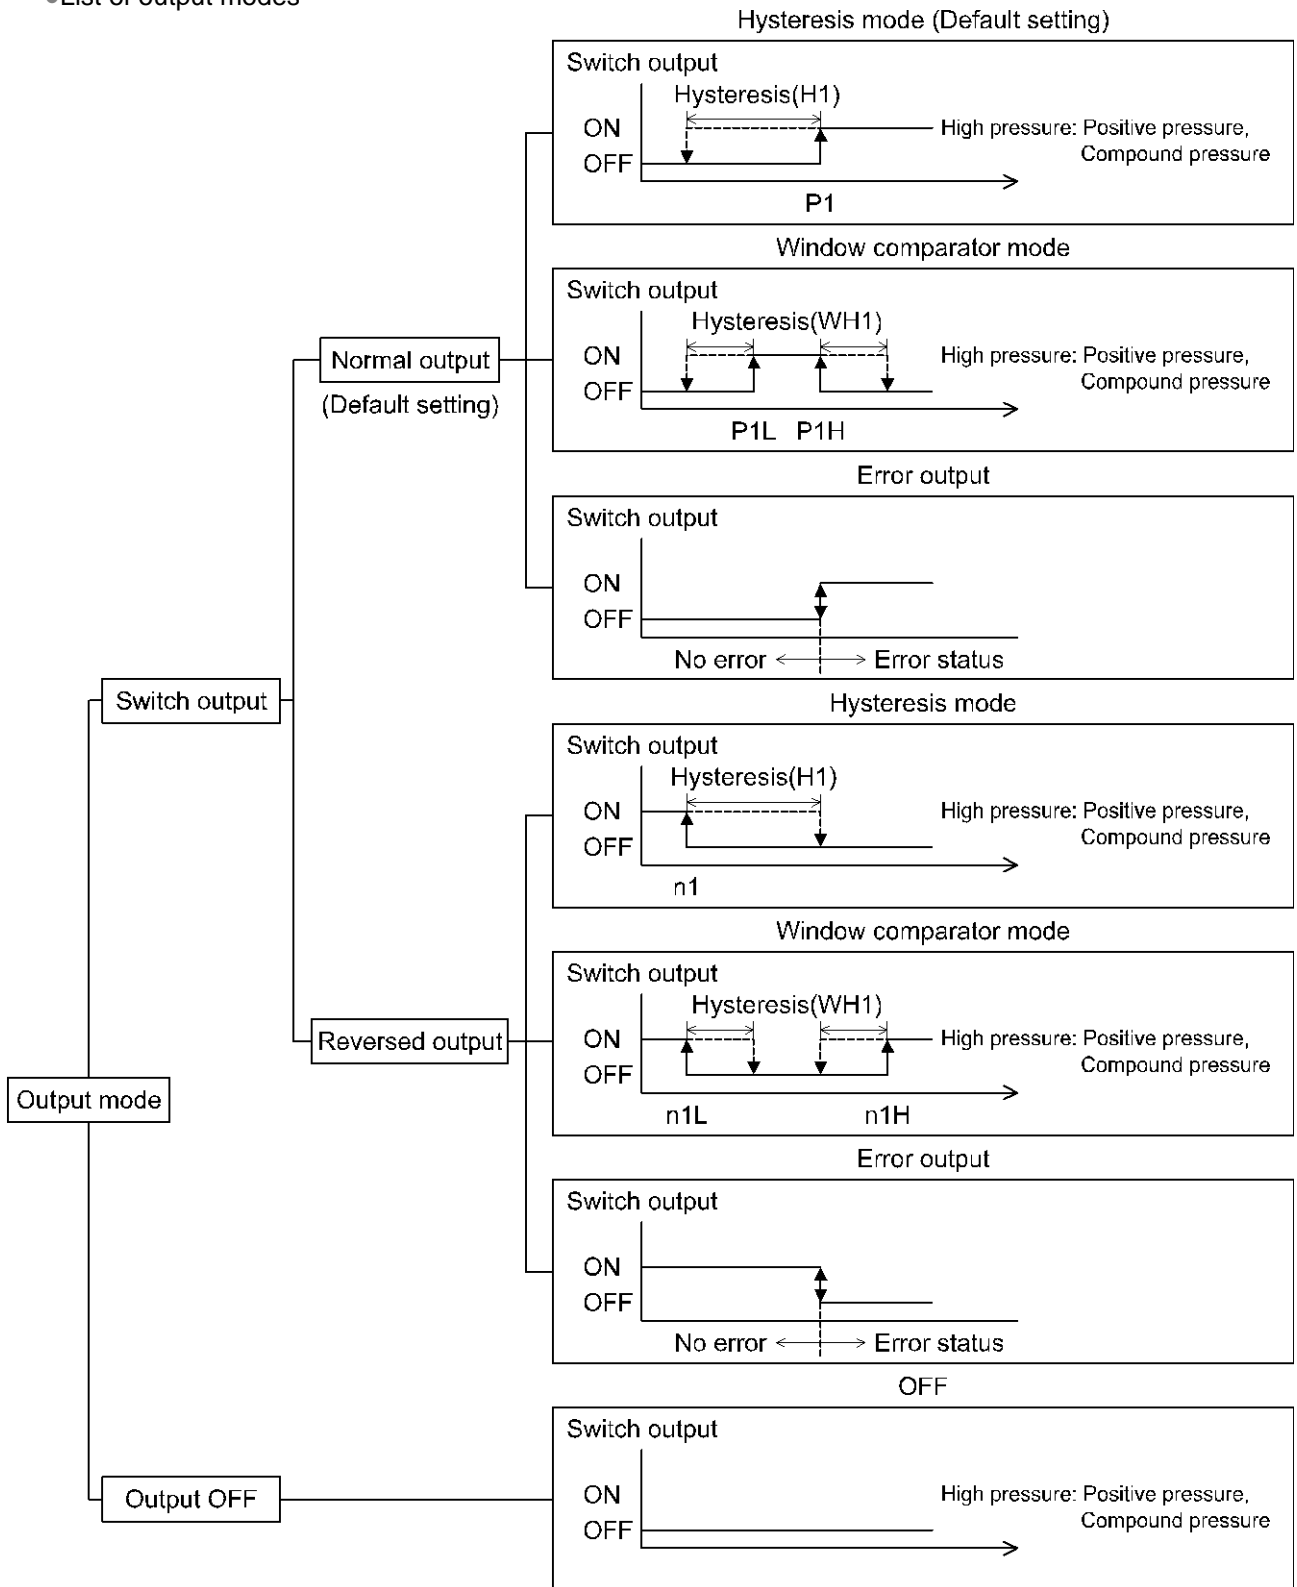 ●List of output modes
Hysteresis mode (Default setting)
Switch output
Hysteresis(H1)
ON
OFF
High pressure: Positive pressure,
Compound pressure
P1
Window comparator mode
Switch output
Hysteresis(WH1)
ON
OFF
High pressure: Positive pressure,
Compound pressure
P1L P1H
Normal output
(Default setting)
Error output
Switch output
ON
OFF
No error
Error status
Switch output
Hysteresis mode
Switch output
Hysteresis(H1)
ON
OFF
High pressure: Positive pressure,
Compound pressure
n1
Window comparator mode
Switch output
Hysteresis(WH1)
ON
OFF
High pressure: Positive pressure,
Compound pressure
n1L n1H
Reversed output
Output mode
Error output
Switch output
ON
OFF
No error
Error status
OFF
Switch output
Output OFF
ON
OFF
High pressure: Positive pressure,
Compound pressure